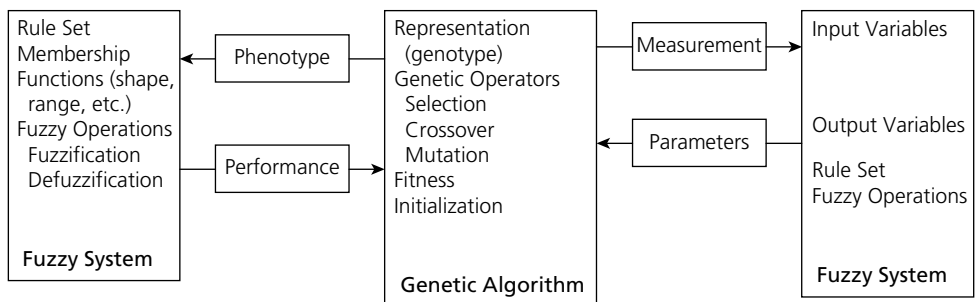 Rule Set
Membership
Functions (shape,
range, etc.)
Fuzzy Operations
Fuzzification
Defuzzification
Fuzzy System
Phenotype
Performance
Representation
(genotype)
Genetic Operators
Selection
Crossover
Mutation
Fitness
Initialization
Genetic Algorithm
Measurement
Parameters
Input Variables
Output Variables
Rule Set
Fuzzy Operations
Fuzzy System